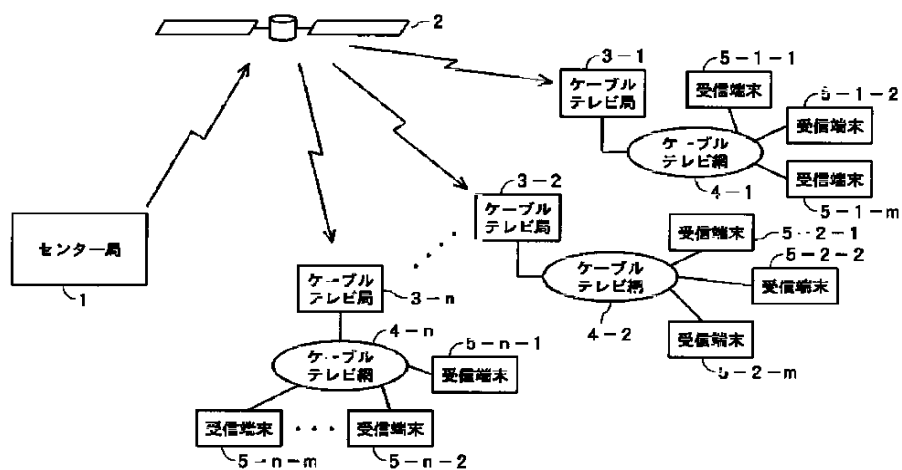 2
3-1
ケーブル
テレビ局
5-1-1
受信端末
5-1-2
受信端末
ケーブル
テレビ網
4-1
受信端末
5-1-m
3-2
ケーブル
テレビ局
センター局
1
受信端末
5-2-1
ケーブル
テレビ網
4-2
5-2-2
受信端末
受信端末
5-2-m
ケーブル
テレビ局
3-n
4-n
ケーブル
テレビ網
5-n-1
受信端末
受信端末
5-n-m
・・・
受信端末
5-n-2